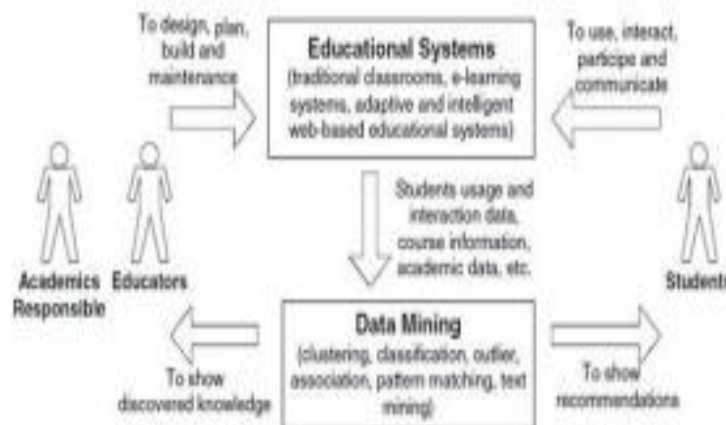 To design, plan,
build and
maintenance
Educational Systems
(traditional classrooms, e-learning
systems, adaptive and intelligent
web-based educational systems)
To use, interact,
participe and
communicate
Students usage and
interaction data,
course information,
academic data, etc.
Academics
Responsible
Educators
Students
Data Mining
(clustering, classification, outlier,
association, pattern matching, text
mining)
To show
discovered knowledge
To show
recommendations